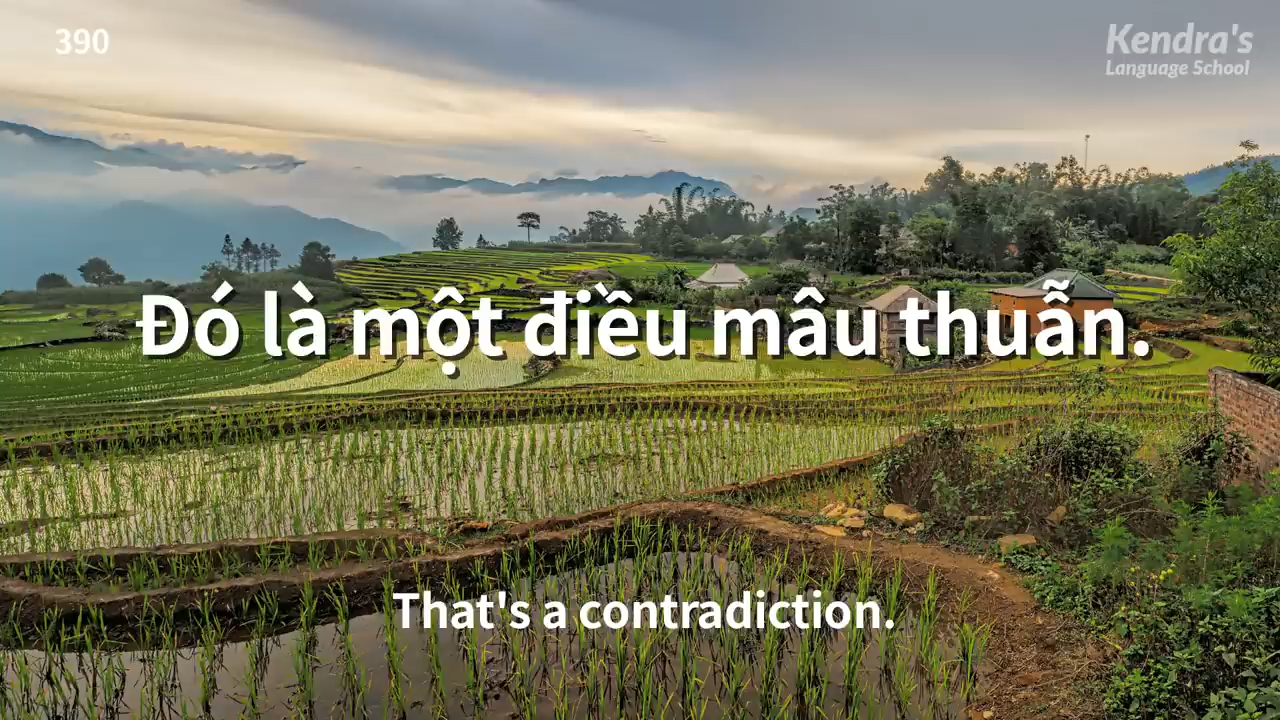 390
Kendra's
Language School
Đó là một điều mâu thuẫn.
That's a contradiction.